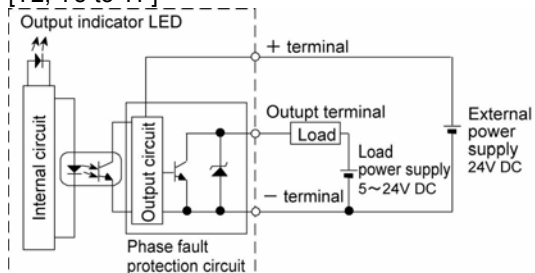 Output indicator LED
+ terminal
Internal circuit
Output circuit
Outupt terminal
Load
Load
power supply
5～24V DC
External
power
supply
24V DC
− terminal
Phase fault
protection circuit